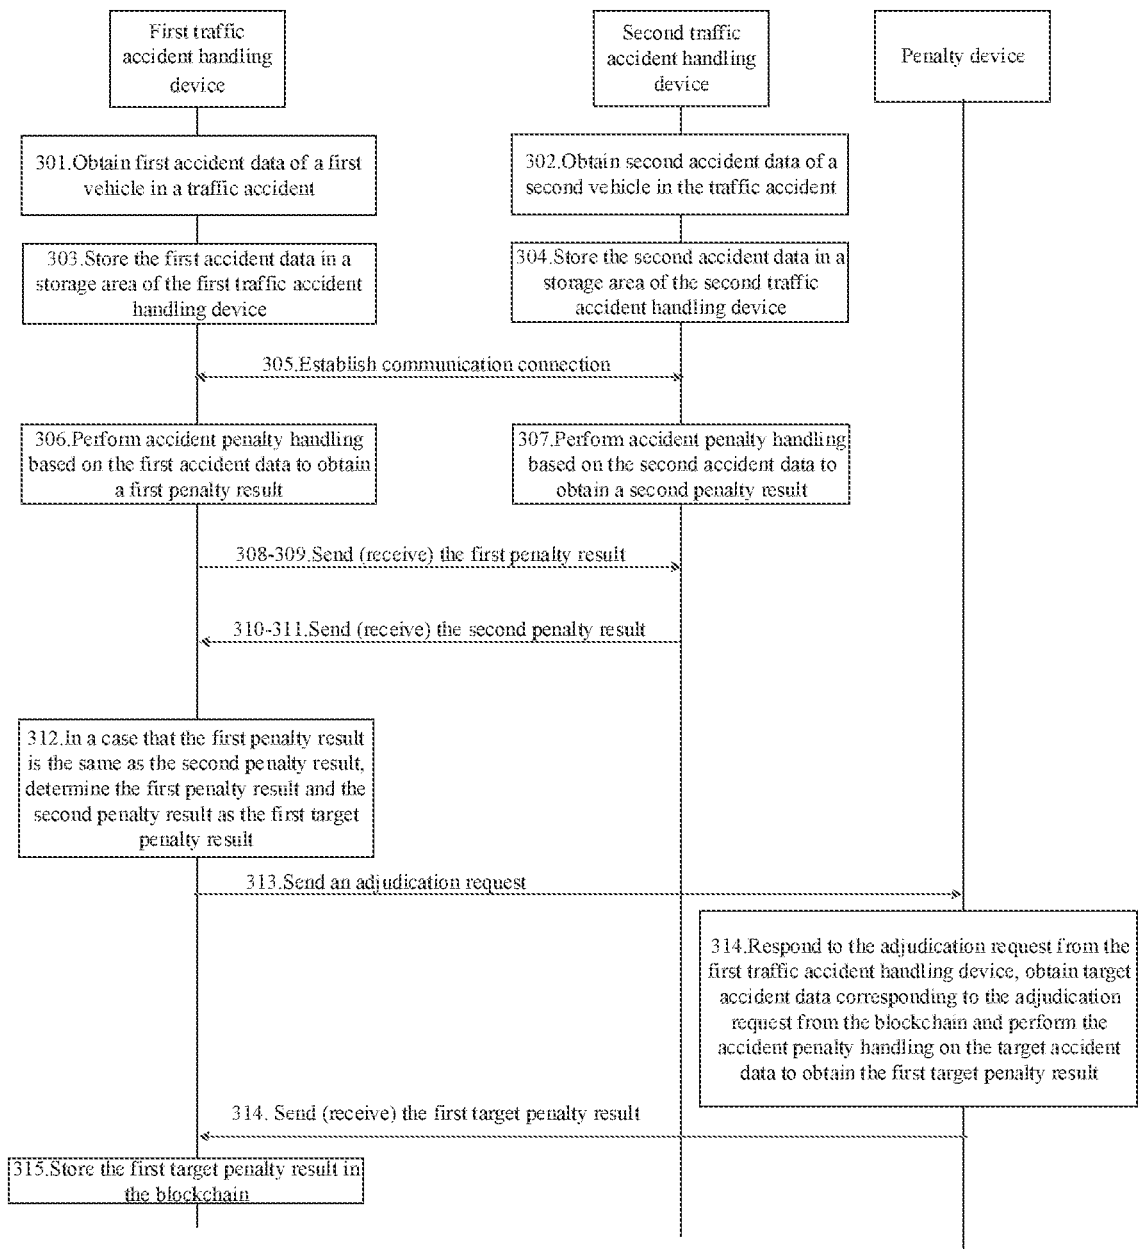 First traffic
accident handling
device
Second traffic
accident handling
device
Penalty device
301.Obtain first accident data of a first
vehicle in a traffic accident
302.Obtain second accident data of a
second vehicle in the traffic accident
303.Store the first accident data in a
storage area of the first traffic accident
handling device
304.Store the second accident data in a
storage area of the second traffic
accident handling device
305.Establish communication connection
306.Perform accident penalty handling
based on the first accident data to obtain
a first penalty result
307.Perform accident penalty handling
based on the second accident data to
obtain a second penalty result
308-309.Send (receive) the first penalty result
310-311.Send (receive) the second penalty result
312.In a case that the first penalty result
is the same as the second penalty result,
determine the first penalty result and the
second penalty result as the first target
penalty result
313.Send an adjudication request
314.Respond to the adjudication request from the
first traffic accident handling device, obtain target
accident data corresponding to the adjudication
request from the blockchain and perform the
accident penalty handling on the target accident
data to obtain the first target penalty result
314. Send (receive) the first target penalty result
315.Store the first target penalty result in
the blockchain